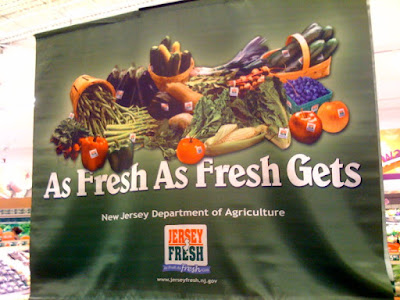 As Fresh As Fresh Gets
New Jersey Department of Agriculture
JERSEY
FRESH
www.jerseyfresh.nj.gov